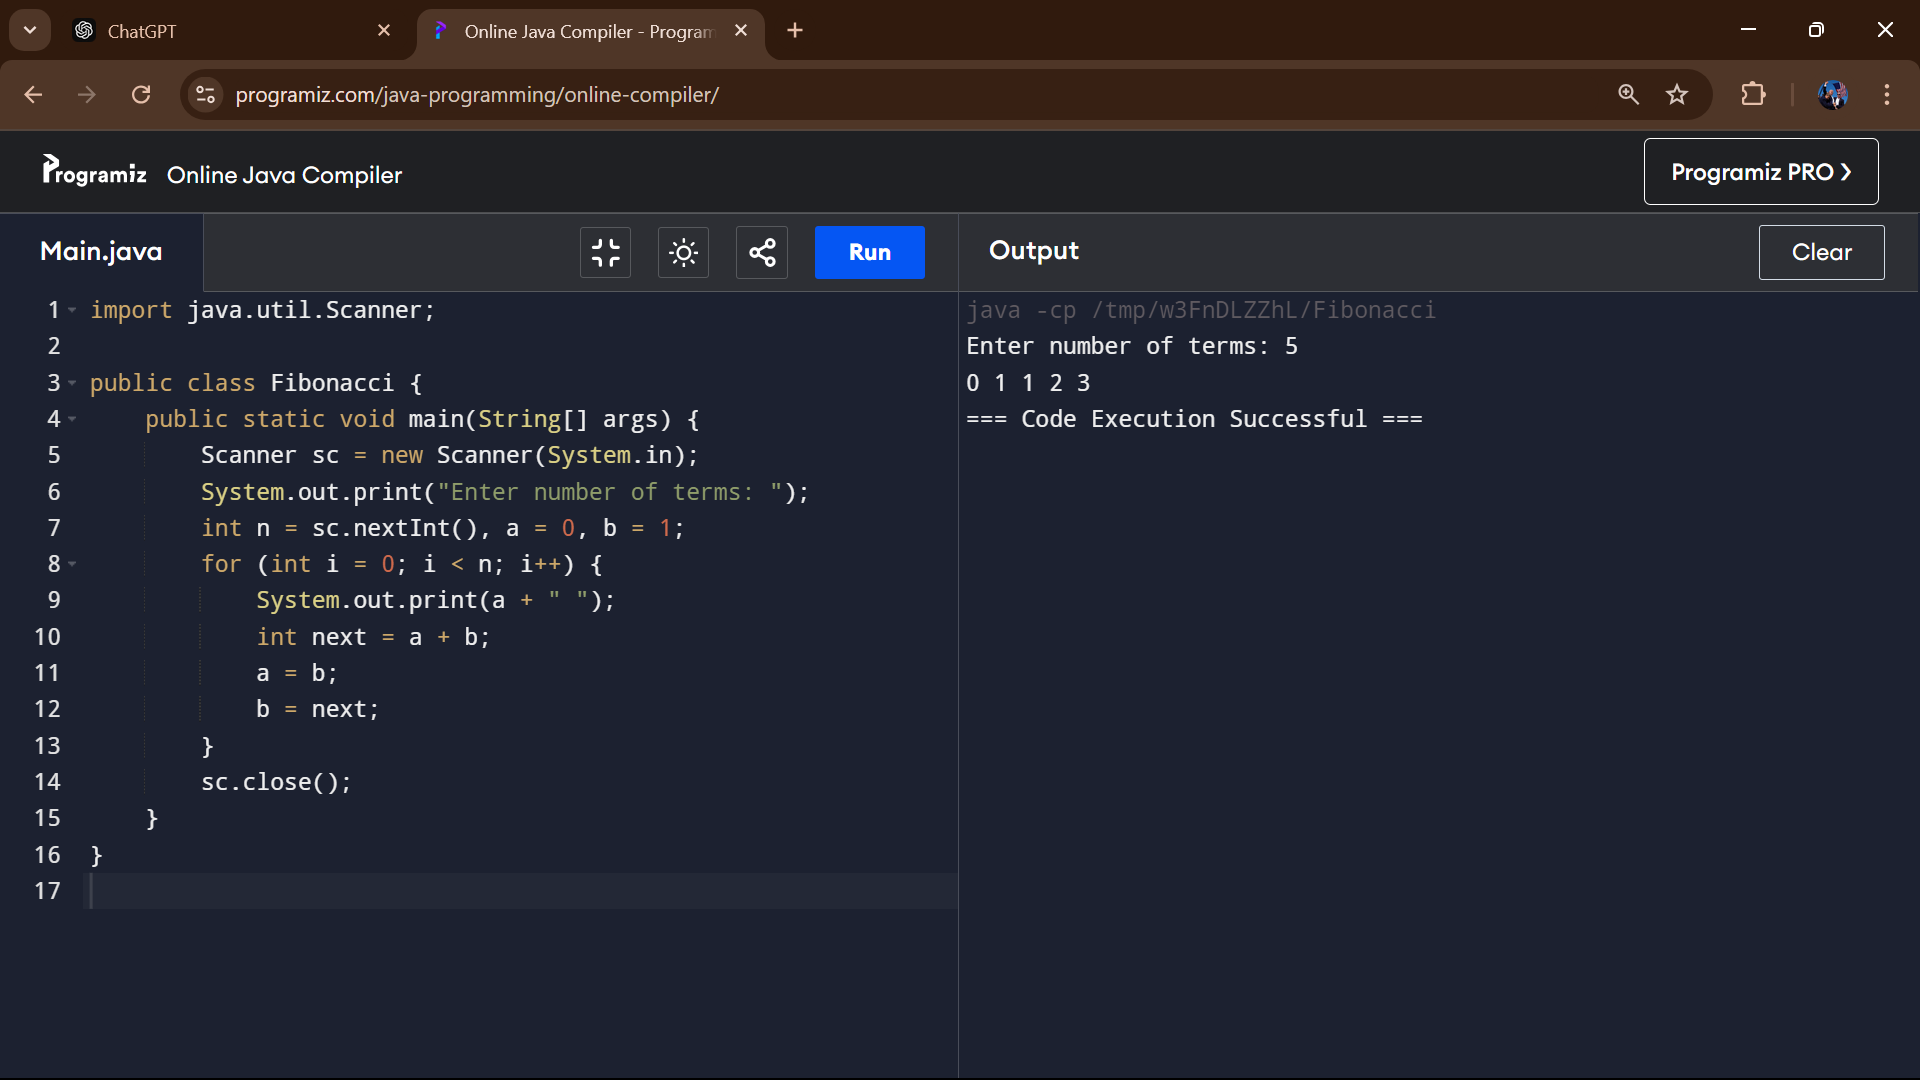 ChatGPT
Online Java Compiler - Program
programiz.com/java-programming/online-compiler/
Programiz Online Java Compiler
Programiz PRO ❯
Main.java
Run
Output
Clear
1 import java.util.Scanner;
2
3 public class Fibonacci {
4     public static void main(String[] args) {
5         Scanner sc = new Scanner(System.in);
6         System.out.print("Enter number of terms: ");
7         int n = sc.nextInt(), a = 0, b = 1;
8         for (int i = 0; i < n; i++) {
9             System.out.print(a + " ");
10             int next = a + b;
11             a = b;
12             b = next;
13         }
14         sc.close();
15     }
16 }
17
java -cp /tmp/w3FnDLZZhL/Fibonacci
Enter number of terms: 5
0 1 1 2 3
=== Code Execution Successful ===